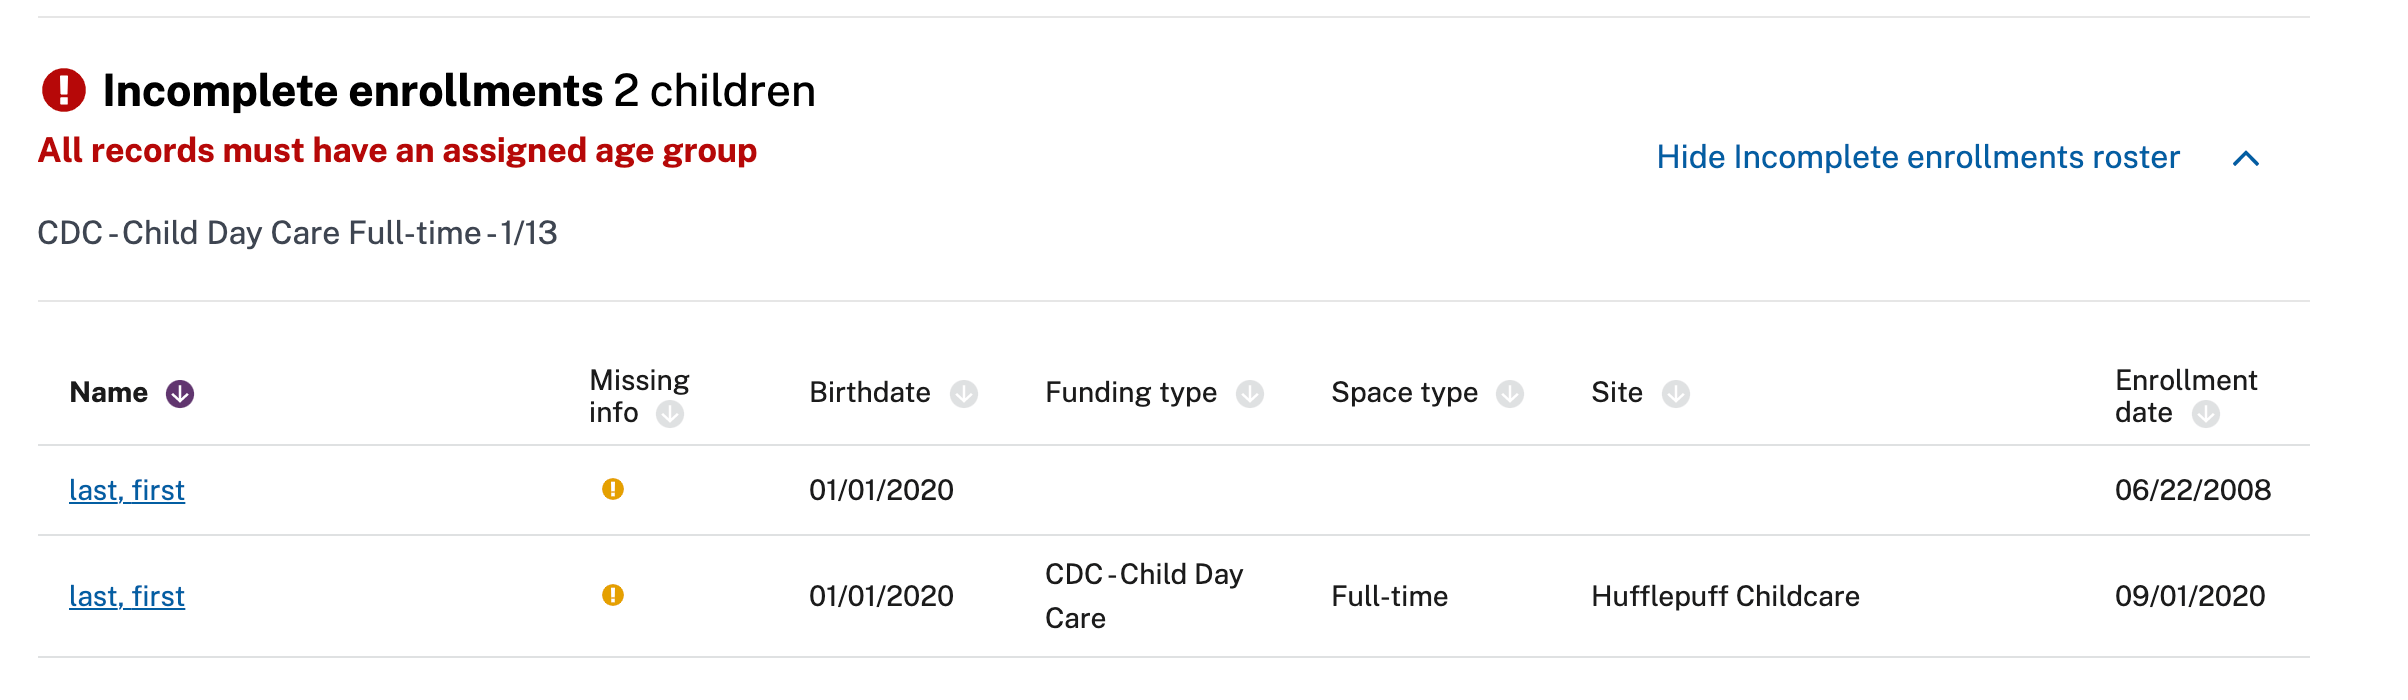 Incomplete enrollments 2 children
All records must have an assigned age group
Hide Incomplete enrollments roster
CDC - Child Day Care Full-time - 1/13
Name Missing info Birthdate Funding type Space type Site Enrollment date
last, first 01/01/2020 06/22/2008
last, first 01/01/2020 CDC - Child Day Care Full-time Hufflepuff Childcare 09/01/2020